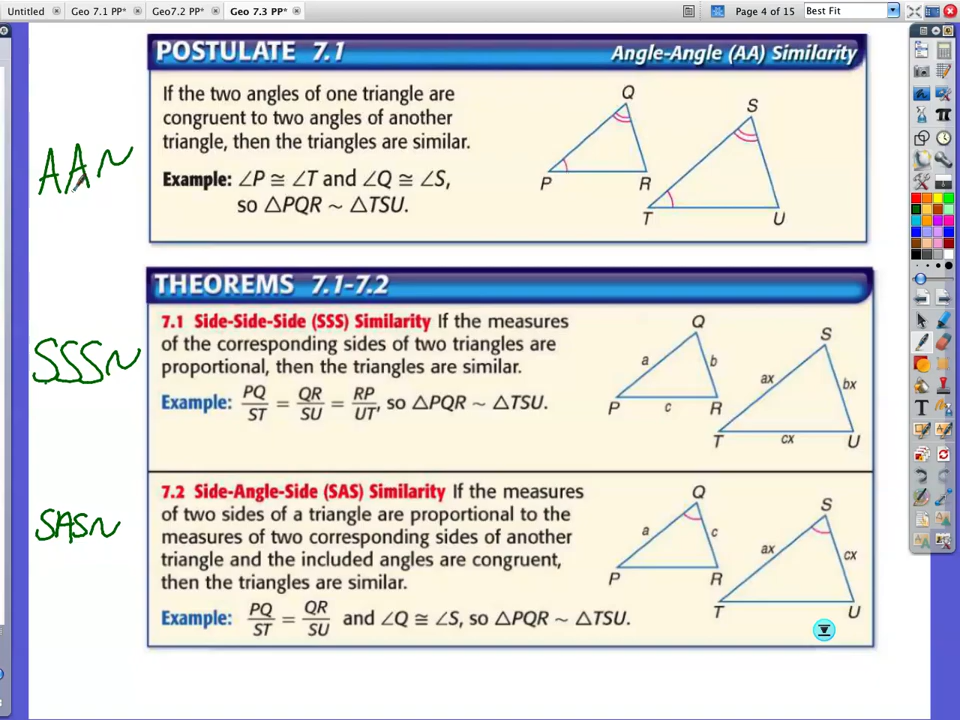 Untitled Geo 7.1 PP* Geo7.2 PP* Geo 7.3 PP* Page 4 of 15 Best Fit
POSTULATE 7.1 Angle-Angle (AA) Similarity
If the two angles of one triangle are
congruent to two angles of another
triangle, then the triangles are similar.
Example: ∠P ≅ ∠T and ∠Q ≅ ∠S,
so △PQR ~ △TSU.
Q
S
P
R
T
U
AA~
THEOREMS 7.1-7.2
7.1 Side-Side-Side (SSS) Similarity If the measures
of the corresponding sides of two triangles are
proportional, then the triangles are similar.
Example: PQ/ST = QR/SU = RP/UT, so △PQR ~ △TSU.
Q
S
a
b
ax
bx
P
c
R
T
cx
U
SSS~
7.2 Side-Angle-Side (SAS) Similarity If the measures
of two sides of a triangle are proportional to the
measures of two corresponding sides of another
triangle and the included angles are congruent,
then the triangles are similar.
Example: PQ/ST = QR/SU and ∠Q ≅ ∠S, so △PQR ~ △TSU.
Q
S
a
c
ax
cx
P
R
T
U
SAS~